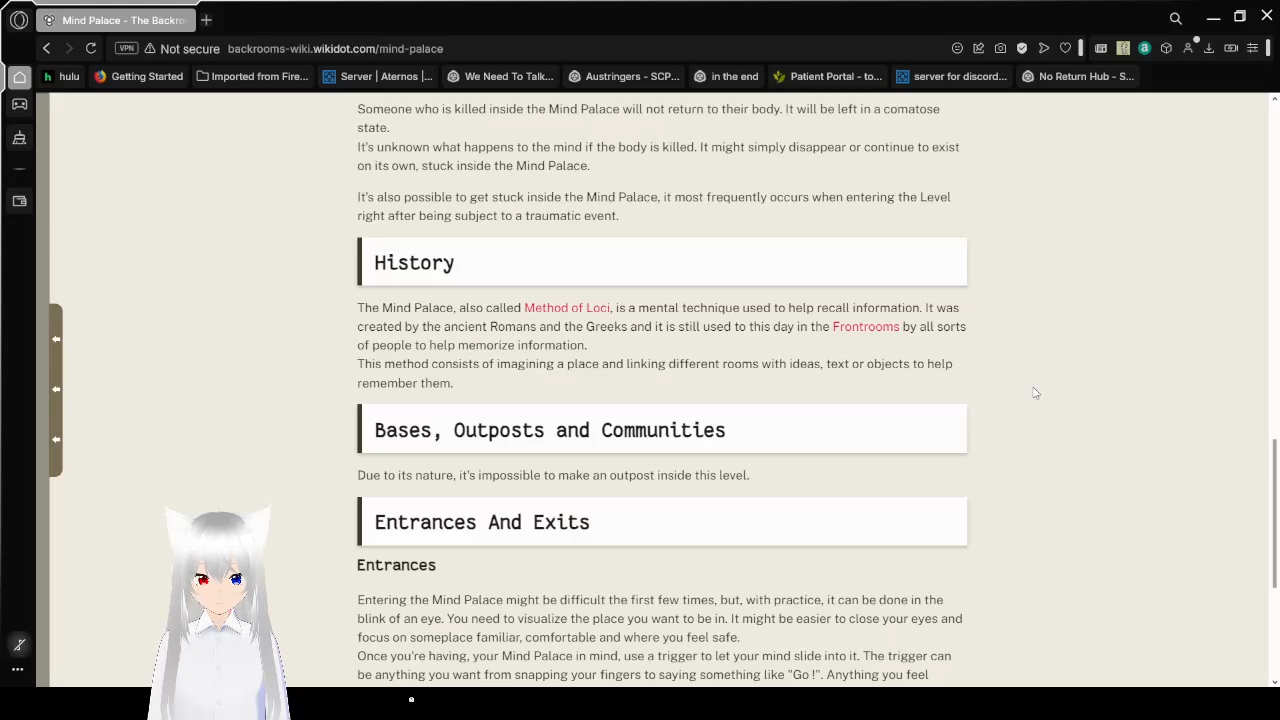 Mind Palace - The Backro
VPN Not secure backrooms-wiki.wikidot.com/mind-palace
hulu Getting Started Imported from Fire... Server | Aternos |... We Need To Talk... Austringers - SCP... in the end Patient Portal - to... server for discord... No Return Hub - S...
Someone who is killed inside the Mind Palace will not return to their body. It will be left in a comatose
state.
It's unknown what happens to the mind if the body is killed. It might simply disappear or continue to exist
on its own, stuck inside the Mind Palace.
It's also possible to get stuck inside the Mind Palace, it most frequently occurs when entering the Level
right after being subject to a traumatic event.
History
The Mind Palace, also called Method of Loci, is a mental technique used to help recall information. It was
created by the ancient Romans and the Greeks and it is still used to this day in the Frontrooms by all sorts
of people to help memorize information.
This method consists of imagining a place and linking different rooms with ideas, text or objects to help
remember them.
Bases, Outposts and Communities
Due to its nature, it's impossible to make an outpost inside this level.
Entrances And Exits
Entrances
Entering the Mind Palace might be difficult the first few times, but, with practice, it can be done in the
blink of an eye. You need to visualize the place you want to be in. It might be easier to close your eyes and
focus on someplace familiar, comfortable and where you feel safe.
Once you're having, your Mind Palace in mind, use a trigger to let your mind slide into it. The trigger can
be anything you want from snapping your fingers to saying something like "Go !". Anything you feel